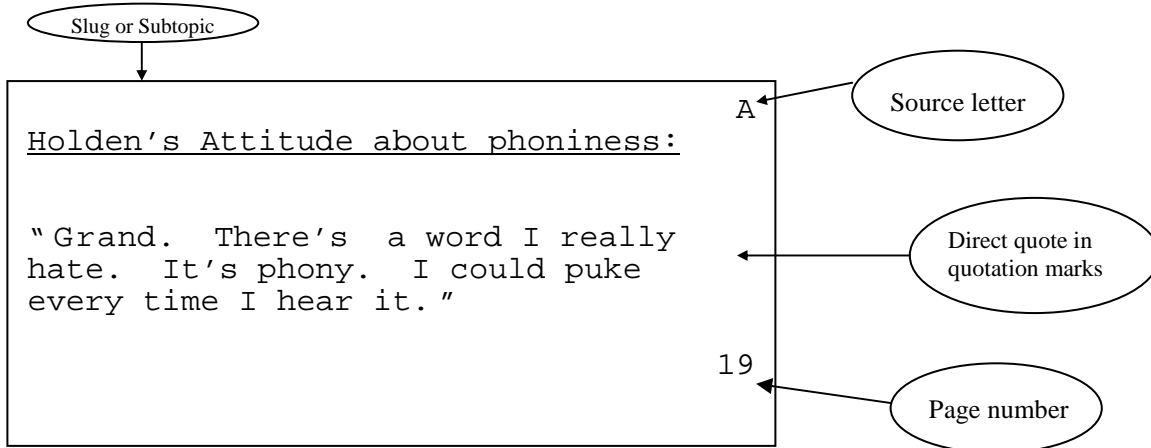 Slug or Subtopic
A
Source letter
Holden's Attitude about phoniness:
"Grand. There's a word I really
hate. It's phony. I could puke
every time I hear it."
Direct quote in
quotation marks
19
Page number